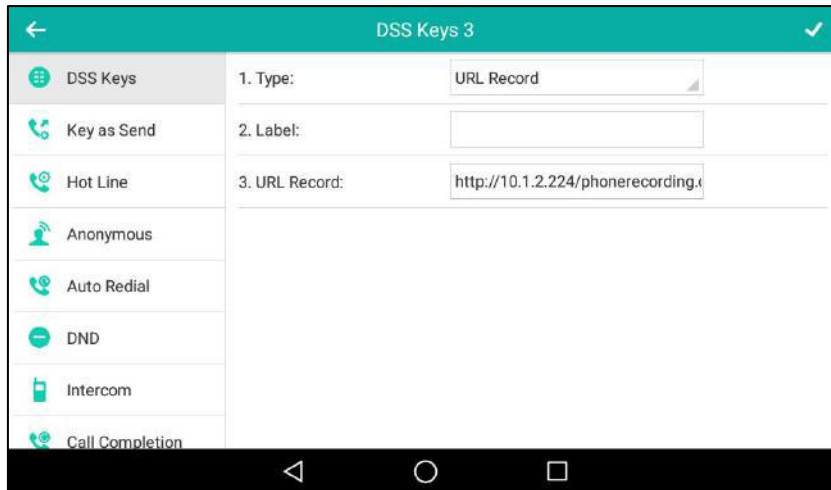 DSS Keys 3
DSS Keys
1. Type:
URL Record
Key as Send
2. Label:
Hot Line
3. URL Record:
http://10.1.2.224/phonerecording.
Anonymous
Auto Redial
DND
Intercom
Call Completion